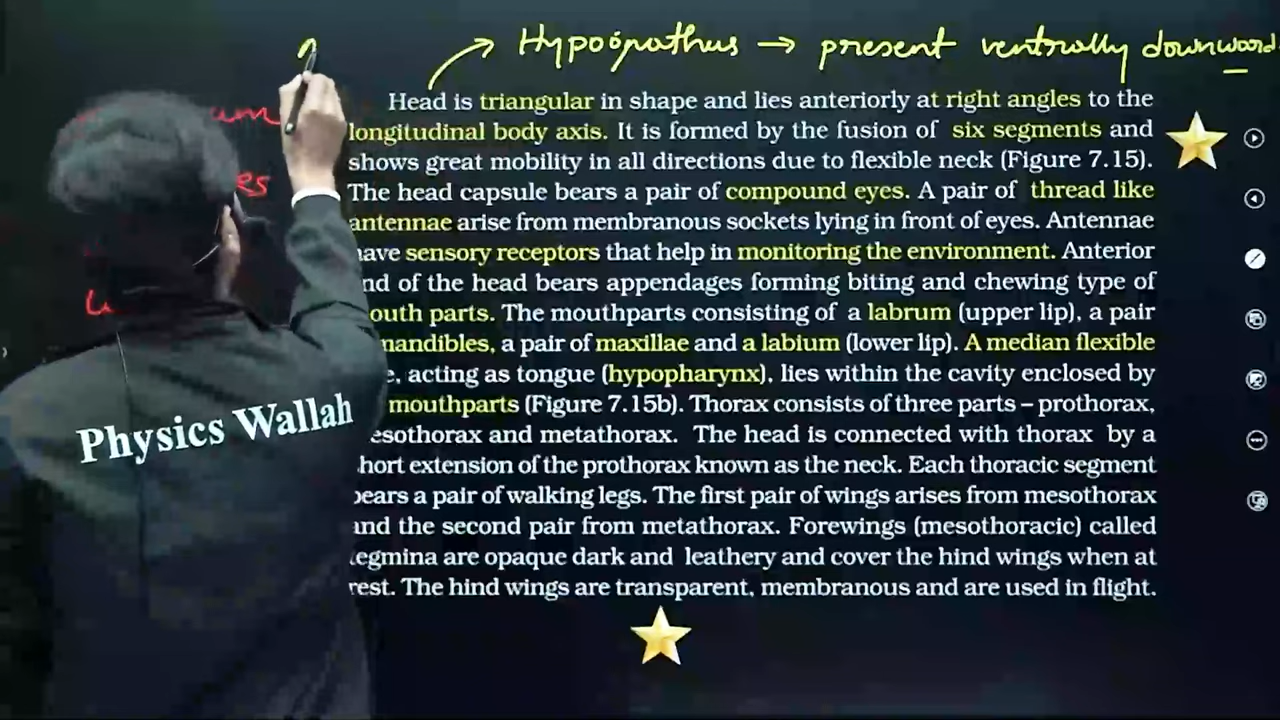 Hypoópathus → present ventrally downward
Head is triangular in shape and lies anteriorly at right angles to the
um
longitudinal body axis. It is formed by the fusion of six segments and
shows great mobility in all directions due to flexible neck (Figure 7.15).
es
The head capsule bears a pair of compound eyes. A pair of thread like
antennae arise from membranous sockets lying in front of eyes. Antennae
have sensory receptors that help in monitoring the environment. Anterior
nd of the head bears appendages forming biting and chewing type of
outh parts. The mouthparts consisting of a labrum (upper lip), a pair
mandibles, a pair of maxillae and a labium (lower lip). A median flexible
e, acting as tongue (hypopharynx), lies within the cavity enclosed by
mouthparts (Figure 7.15b). Thorax consists of three parts – prothorax,
Physics Wallah
esothorax and metathorax. The head is connected with thorax by a
hort extension of the prothorax known as the neck. Each thoracic segment
bears a pair of walking legs. The first pair of wings arises from mesothorax
and the second pair from metathorax. Forewings (mesothoracic) called
tegmina are opaque dark and leathery and cover the hind wings when at
rest. The hind wings are transparent, membranous and are used in flight.